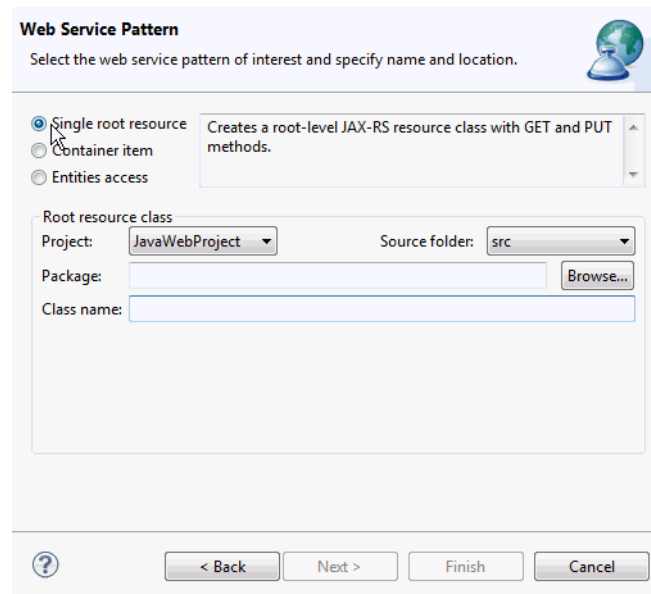 Web Service Pattern
Select the web service pattern of interest and specify name and location.
Single root resource
Container item
Entities access
Creates a root-level JAX-RS resource class with GET and PUT
methods.
Root resource class
Project: JavaWebProject Source folder: src
Package: Browse...
Class name:
? < Back Next > Finish Cancel